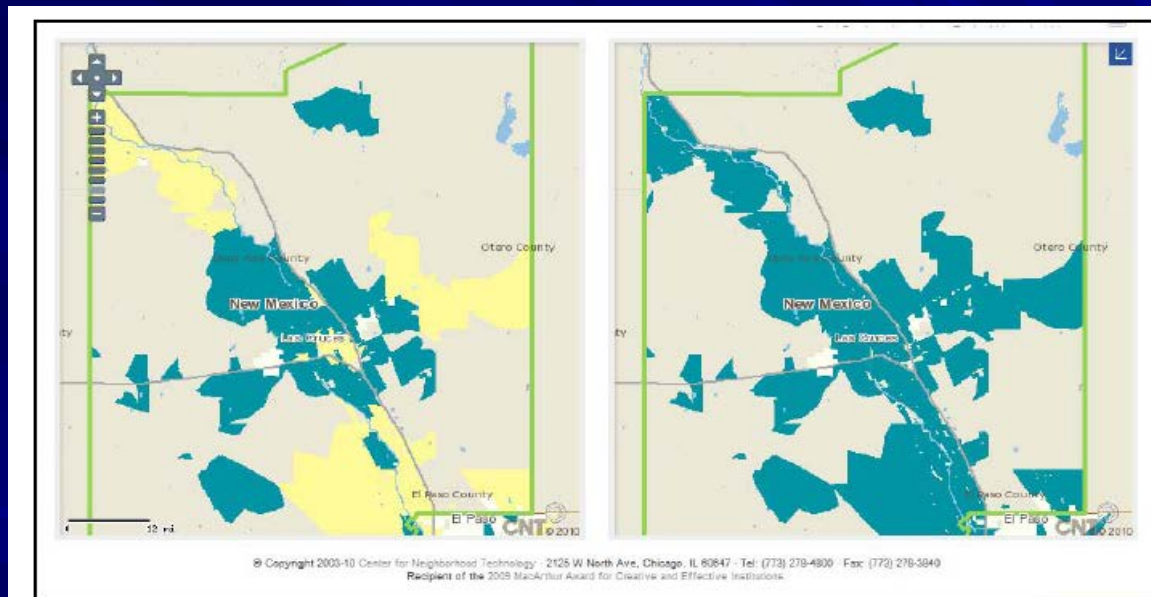 Otero County
New Mexico
Las Cruces
El Paso County
El Paso
CNT
© 2010
12 mi
Otero County
ty
New Mexico
Las Cruces
El Paso County
El Paso
CNT
© 2010
© Copyright 2003-10 Center for Neighborhood Technology · 2125 W North Ave, Chicago, IL 60647 · Tel: (773) 278-4800 · Fax: (773) 278-3840
Recipient of the 2009 MacArthur Award for Creative and Effective Institutions